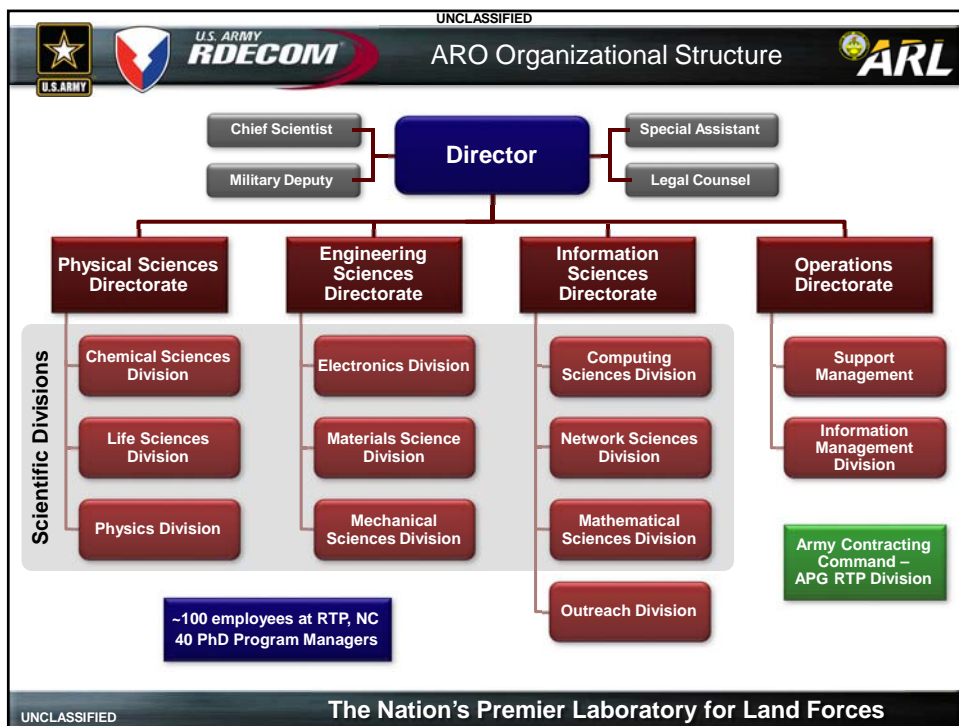 UNCLASSIFIED
U.S. ARMY
RDECOM®
ARO Organizational Structure
ARL
U.S.ARMY
Chief Scientist
Special Assistant
Director
Military Deputy
Legal Counsel
Physical Sciences
Directorate
Engineering
Sciences
Directorate
Information
Sciences
Directorate
Operations
Directorate
Scientific Divisions
Chemical Sciences
Division
Electronics Division
Computing
Sciences Division
Support
Management
Life Sciences
Division
Materials Science
Division
Network Sciences
Division
Information
Management
Division
Physics Division
Mechanical
Sciences Division
Mathematical
Sciences Division
Army Contracting
Command –
APG RTP Division
Outreach Division
~100 employees at RTP, NC
40 PhD Program Managers
The Nation's Premier Laboratory for Land Forces
UNCLASSIFIED